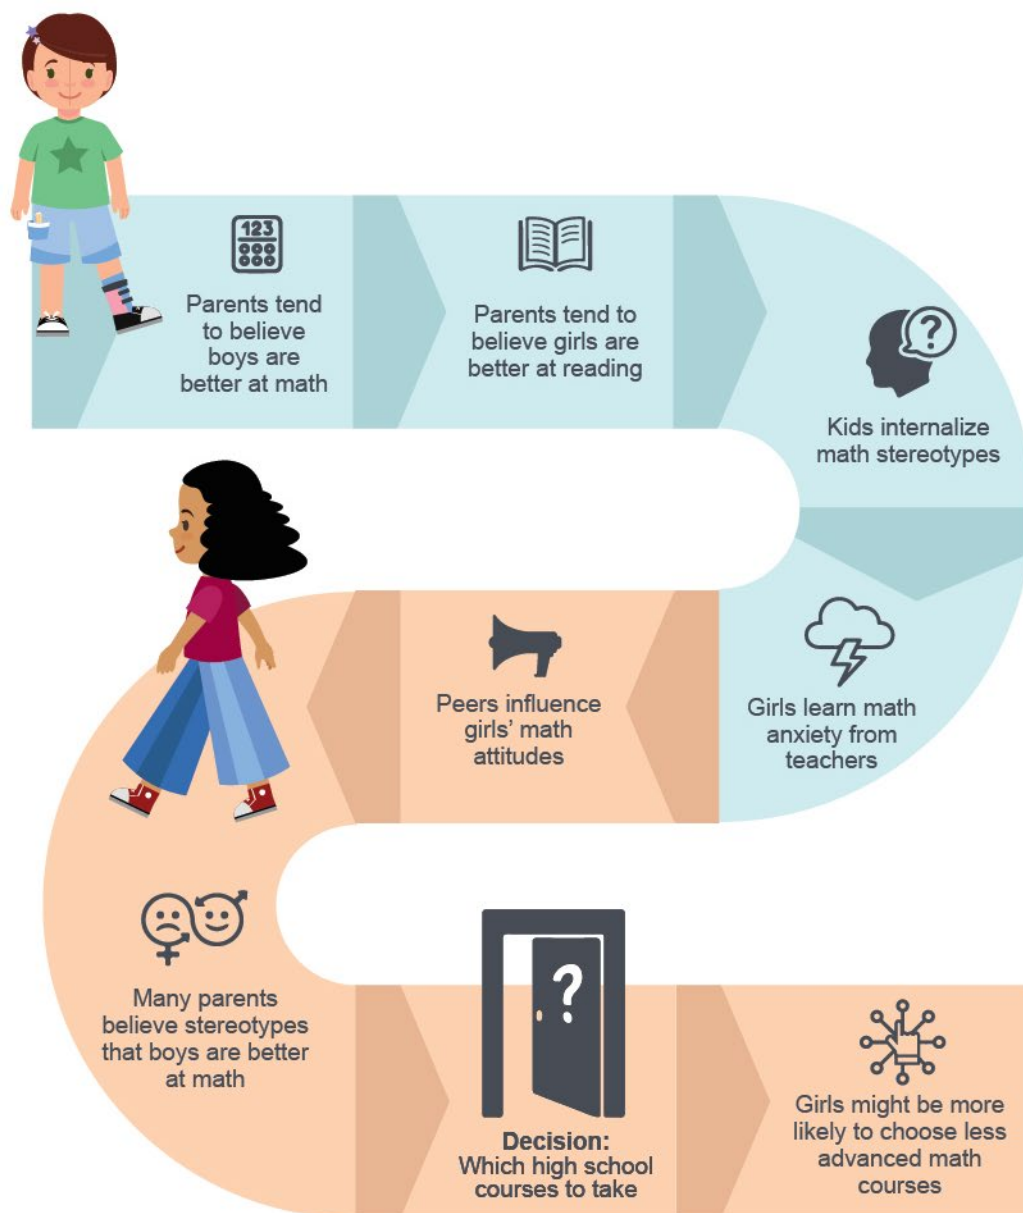 123
Parents tend
to believe
boys are
better at math
Parents tend to
believe girls are
better at reading
?
Kids internalize
math stereotypes
Girls learn math
anxiety from
teachers
Peers influence
girls’ math
attitudes
Many parents
believe stereotypes
that boys are better
at math
?
Decision:
Which high school
courses to take
Girls might be more
likely to choose less
advanced math
courses